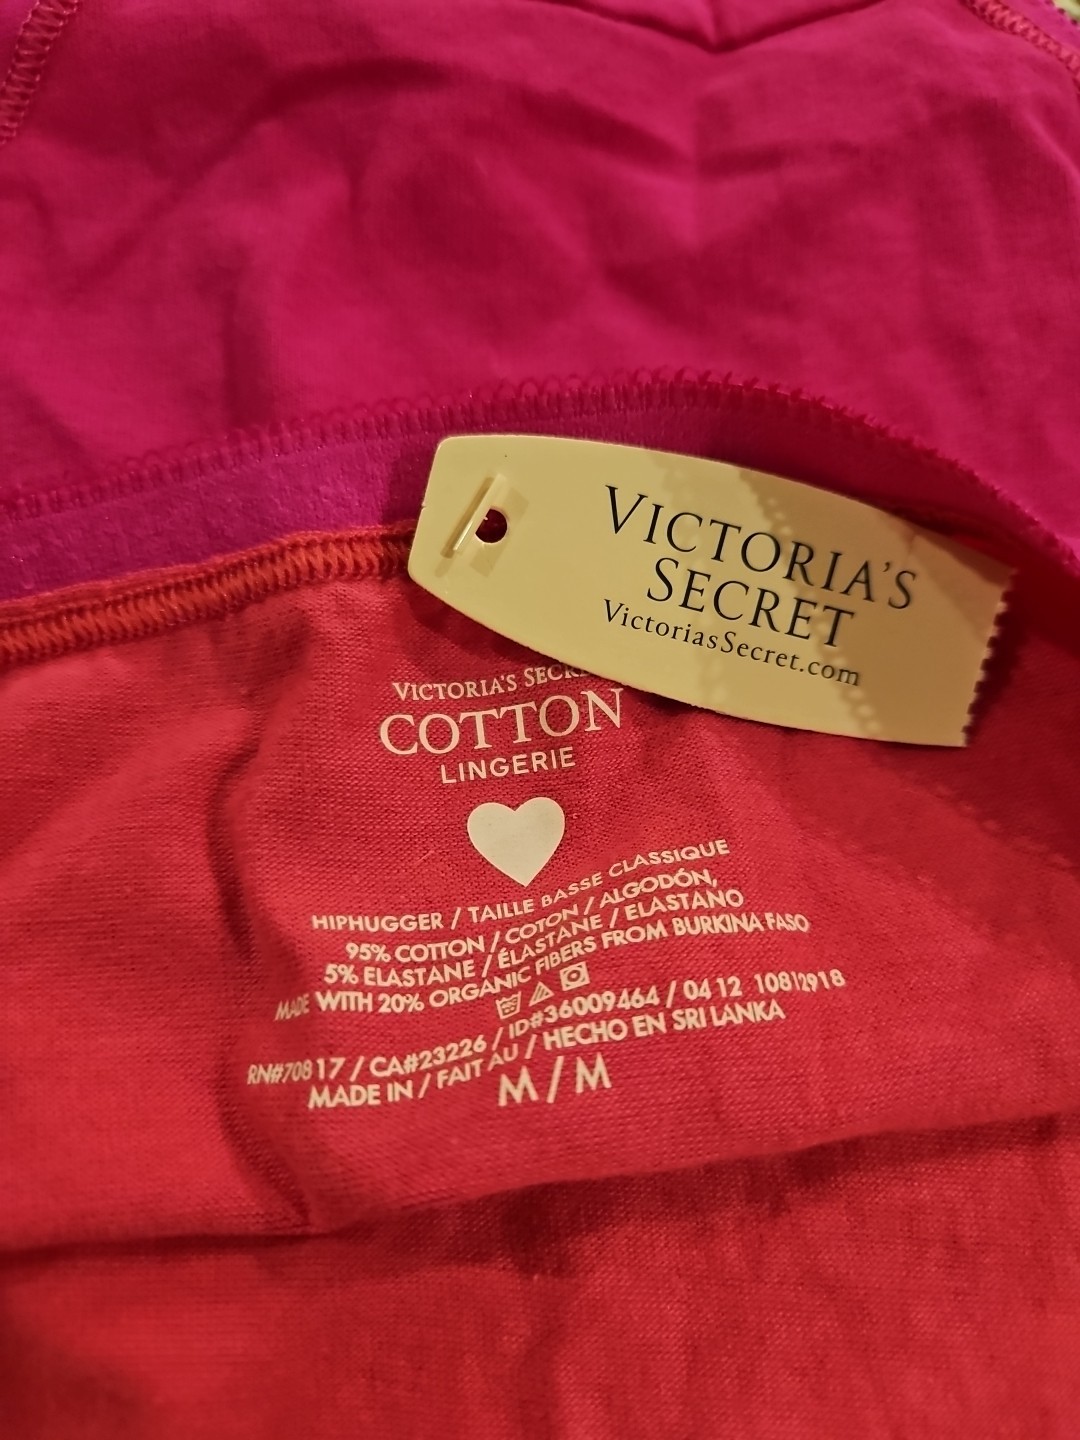 VICTORIA'S
SECRET
VictoriasSecret.com
VICTORIA'S SECR
COTTON
LINGERIE
HIPHUGGER / TAILLE BASSE CLASSIQUE
95% COTTON / COTON / ALGODÓN,
5% ELASTANE / ÉLASTANE / ELASTANO
MADE WITH 20% ORGANIC FIBERS FROM BURKINA FASO
RN#70817 / CA#23226 / ID#36009464 / 04 12 10812918
MADE IN / FAIT AU / HECHO EN SRI LANKA
M / M